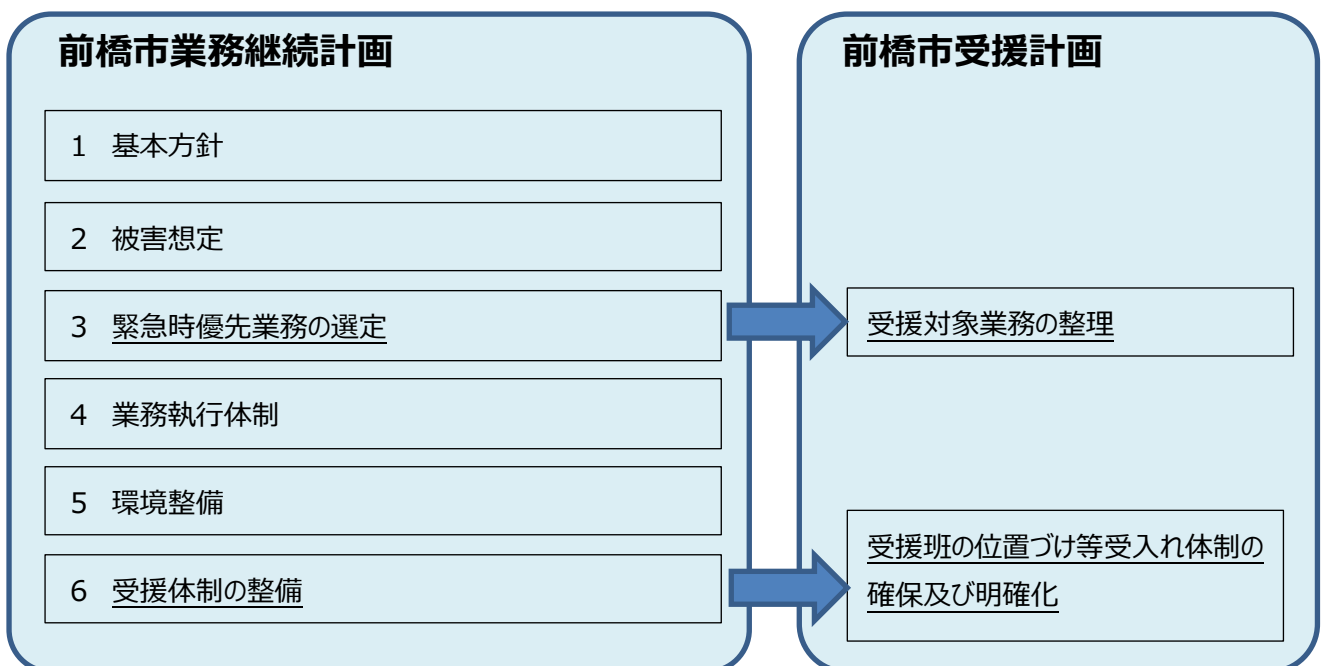 前橋市業務継続計画
1 基本方針
2 被害想定
3 緊急時優先業務の選定
4 業務執行体制
5 環境整備
6 受援体制の整備
前橋市受援計画
受援対象業務の整理
受援班の位置づけ等受入れ体制の
確保及び明確化